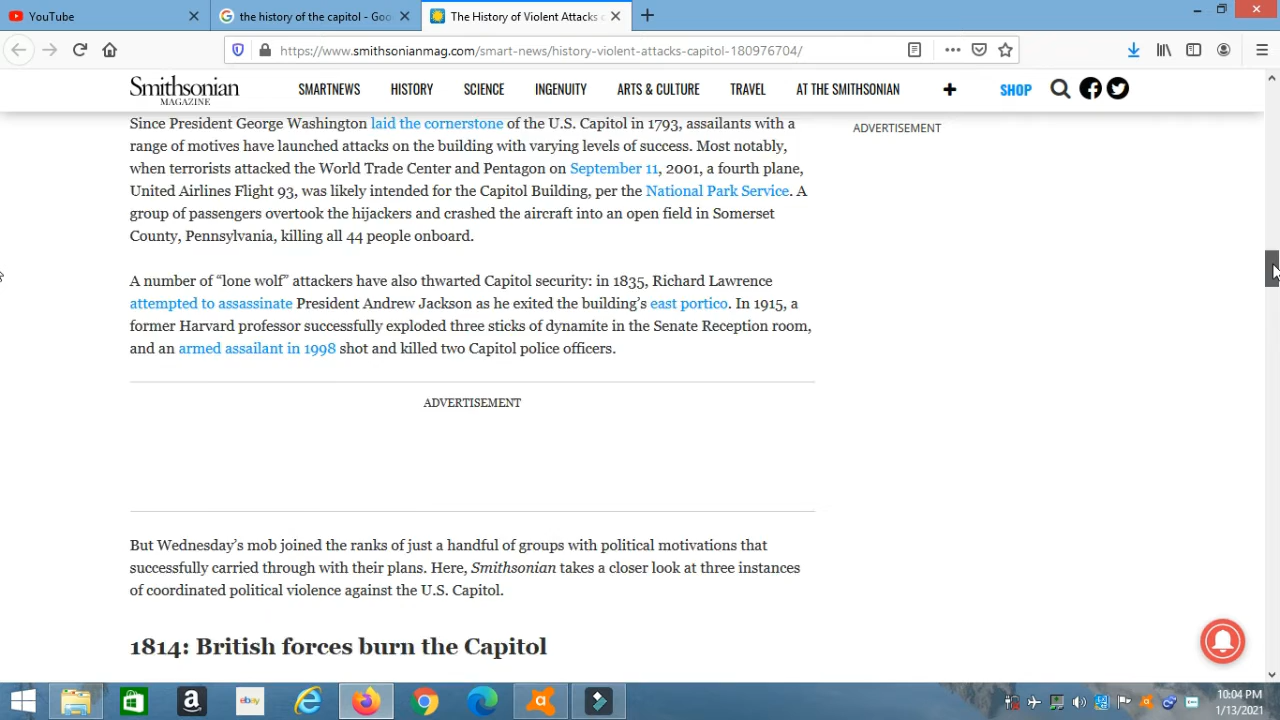 YouTube
the history of the capitol - Goo
The History of Violent Attacks
https://www.smithsonianmag.com/smart-news/history-violent-attacks-capitol-180976704/
Smithsonian
MAGAZINE
SMARTNEWS HISTORY SCIENCE INGENUITY ARTS & CULTURE TRAVEL AT THE SMITHSONIAN + SHOP
Since President George Washington laid the cornerstone of the U.S. Capitol in 1793, assailants with a
range of motives have launched attacks on the building with varying levels of success. Most notably,
when terrorists attacked the World Trade Center and Pentagon on September 11, 2001, a fourth plane,
United Airlines Flight 93, was likely intended for the Capitol Building, per the National Park Service. A
group of passengers overtook the hijackers and crashed the aircraft into an open field in Somerset
County, Pennsylvania, killing all 44 people onboard.
A number of “lone wolf” attackers have also thwarted Capitol security: in 1835, Richard Lawrence
attempted to assassinate President Andrew Jackson as he exited the building’s east portico. In 1915, a
former Harvard professor successfully exploded three sticks of dynamite in the Senate Reception room,
and an armed assailant in 1998 shot and killed two Capitol police officers.
ADVERTISEMENT
ADVERTISEMENT
But Wednesday’s mob joined the ranks of just a handful of groups with political motivations that
successfully carried through with their plans. Here, Smithsonian takes a closer look at three instances
of coordinated political violence against the U.S. Capitol.
1814: British forces burn the Capitol
ebay
10:04 PM
1/13/2021